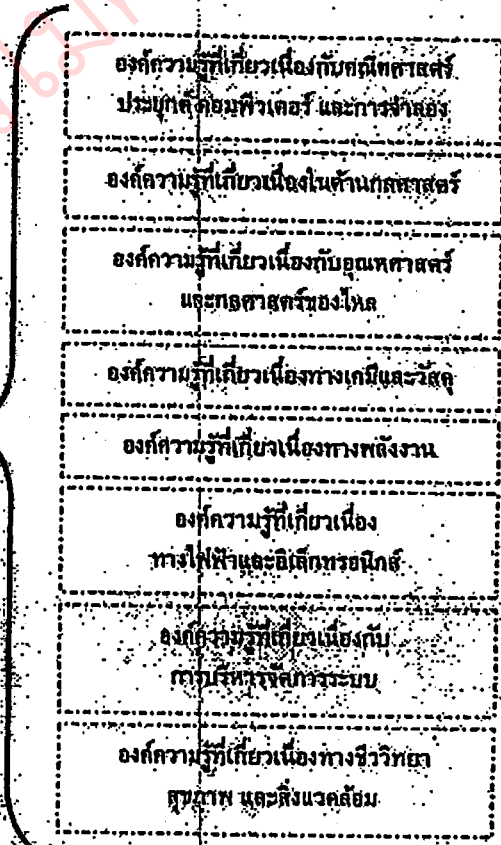 องค์ความรู้ที่เกี่ยวเนื่องกับคณิตศาสตร์
ประยุกต์ คอมพิวเตอร์ และการจำลอง
องค์ความรู้ที่เกี่ยวเนื่องในด้านกลศาสตร์
องค์ความรู้ที่เกี่ยวเนื่องกับอุณหศาสตร์
และกลศาสตร์ของไหล
องค์ความรู้ที่เกี่ยวเนื่องทางเคมีและวัสดุ
องค์ความรู้ที่เกี่ยวเนื่องทางพลังงาน
องค์ความรู้ที่เกี่ยวเนื่อง
ทางไฟฟ้าและอิเล็กทรอนิกส์
องค์ความรู้ที่เกี่ยวเนื่องกับ
การบริหารจัดการระบบ
องค์ความรู้ที่เกี่ยวเนื่องทางชีววิทยา
สุขภาพ และสิ่งแวดล้อม